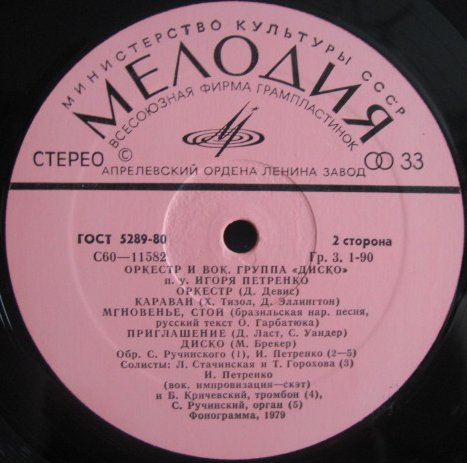 МИНИСТЕРСТВО КУЛЬТУРЫ СССР
МЕЛОДИЯ
ВСЕСОЮЗНАЯ ФИРМА ГРАМПЛАСТИНОК
СТЕРЕО © 33
АПРЕЛЕВСКИЙ ОРДЕНА ЛЕНИНА ЗАВОД
ГОСТ 5289-80 2 сторона
С60—11582 Гр. 3. 1-90
ОРКЕСТР И ВОК. ГРУППА «ДИСКО»
п. у. ИГОРЯ ПЕТРЕНКО
ОРКЕСТР (Д. Девис)
КАРАВАН (Х. Тизол, Д. Эллингтон)
МГНОВЕНЬЕ, СТОЙ (бразильская нар. песня,
русский текст О. Гарбатюка)
ПРИГЛАШЕНИЕ (Д. Ласт, С. Уандер)
ДИСКО (М. Брекер)
Обр. С. Ручинского (1), И. Петренко (2—5)
Солисты: Л. Стачинская и Т. Горохова (3)
И. Петренко
(вок. импровизация—скэт)
и Б. Кричевский, тромбон (4),
С. Ручинский, орган (5)
Фонограмма, 1979